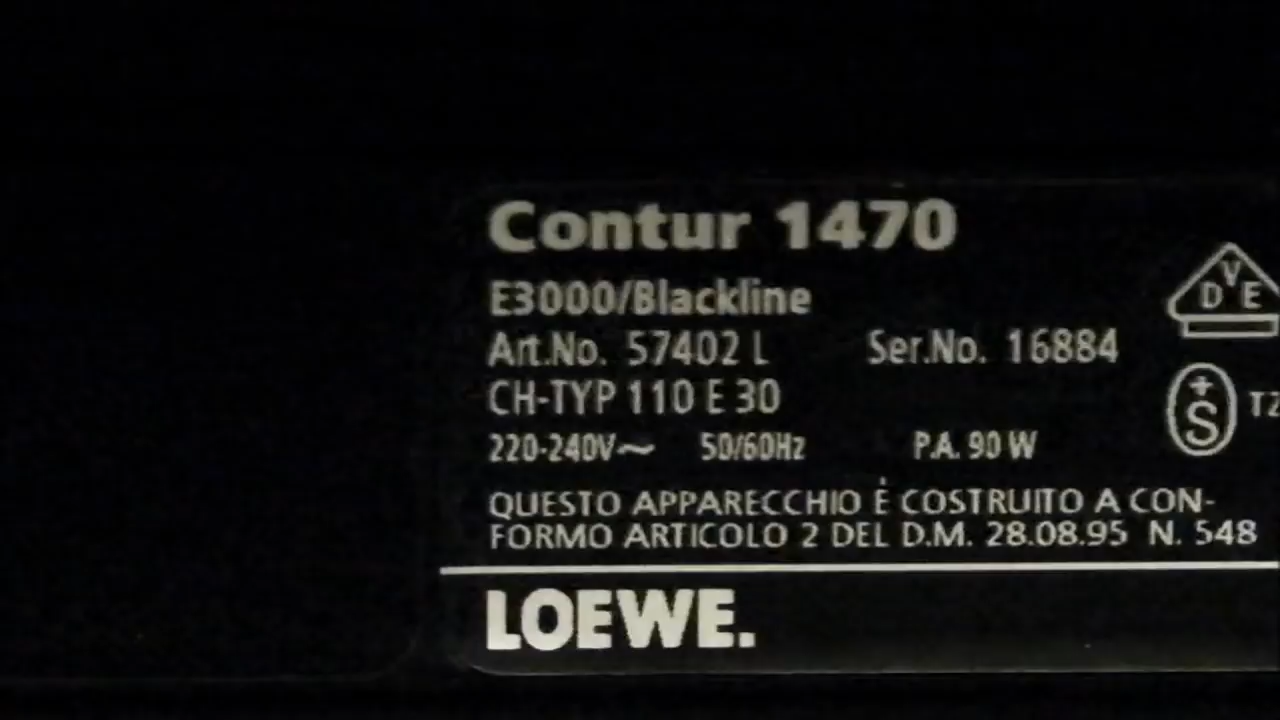 Contur 1470
E3000/Blackline
Art.No. 57402 L Ser.No. 16884
CH-TYP 110 E 30
220-240V~ 50/60Hz P.A. 90 W
QUESTO APPARECCHIO È COSTRUITO A CON-
FORMO ARTICOLO 2 DEL D.M. 28.08.95 N. 548
LOEWE.
V
D E
+
S